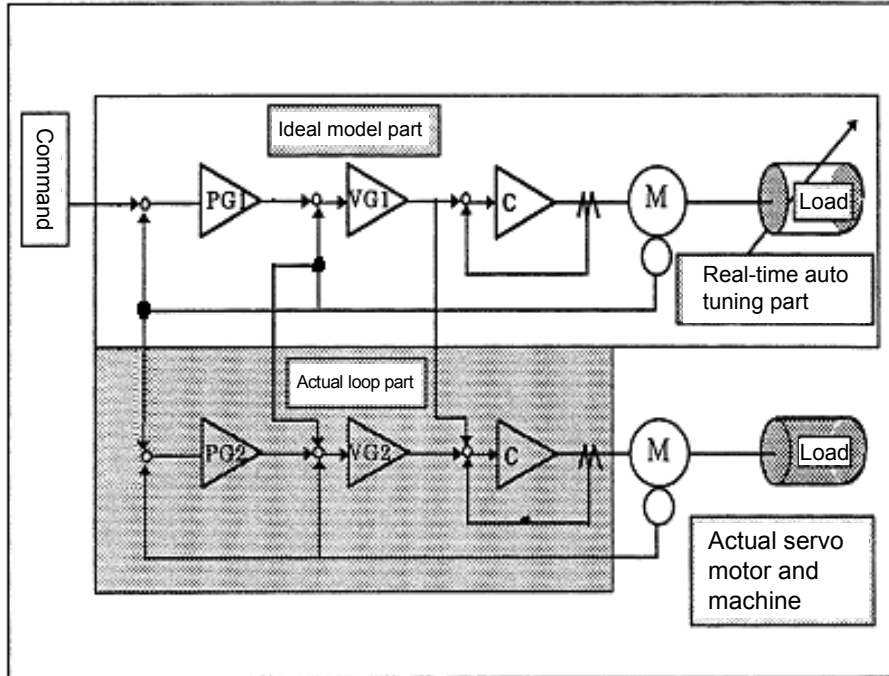 Command
Ideal model part
PG1
VG1
C
M
Load
Real-time auto
tuning part
Actual loop part
PG2
VG2
C
M
Load
Actual servo
motor and
machine